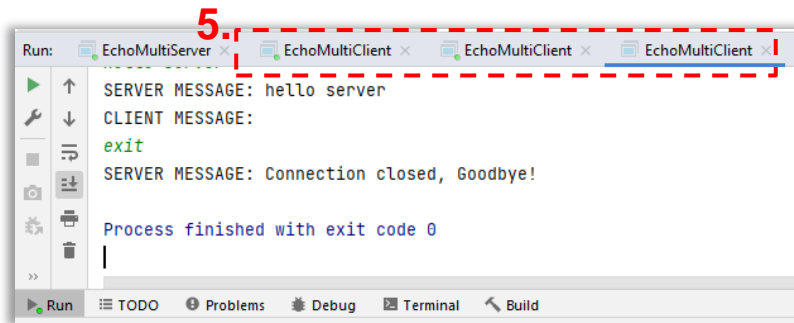 5.
Run: EchoMultiServer × EchoMultiClient × EchoMultiClient × EchoMultiClient ×
SERVER MESSAGE: hello server
CLIENT MESSAGE:
exit
SERVER MESSAGE: Connection closed, Goodbye!
Process finished with exit code 0
>>
Run TODO Problems Debug Terminal Build